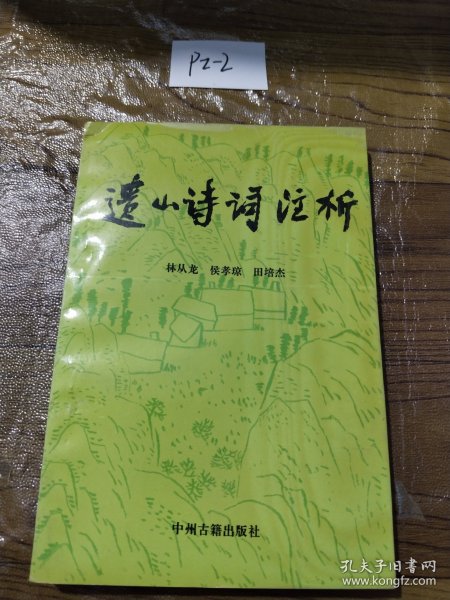 PZ-2
遗山诗词注析
林从龙 侯孝琼 田培杰
中州古籍出版社
孔夫子旧书网
www.kongfz.com